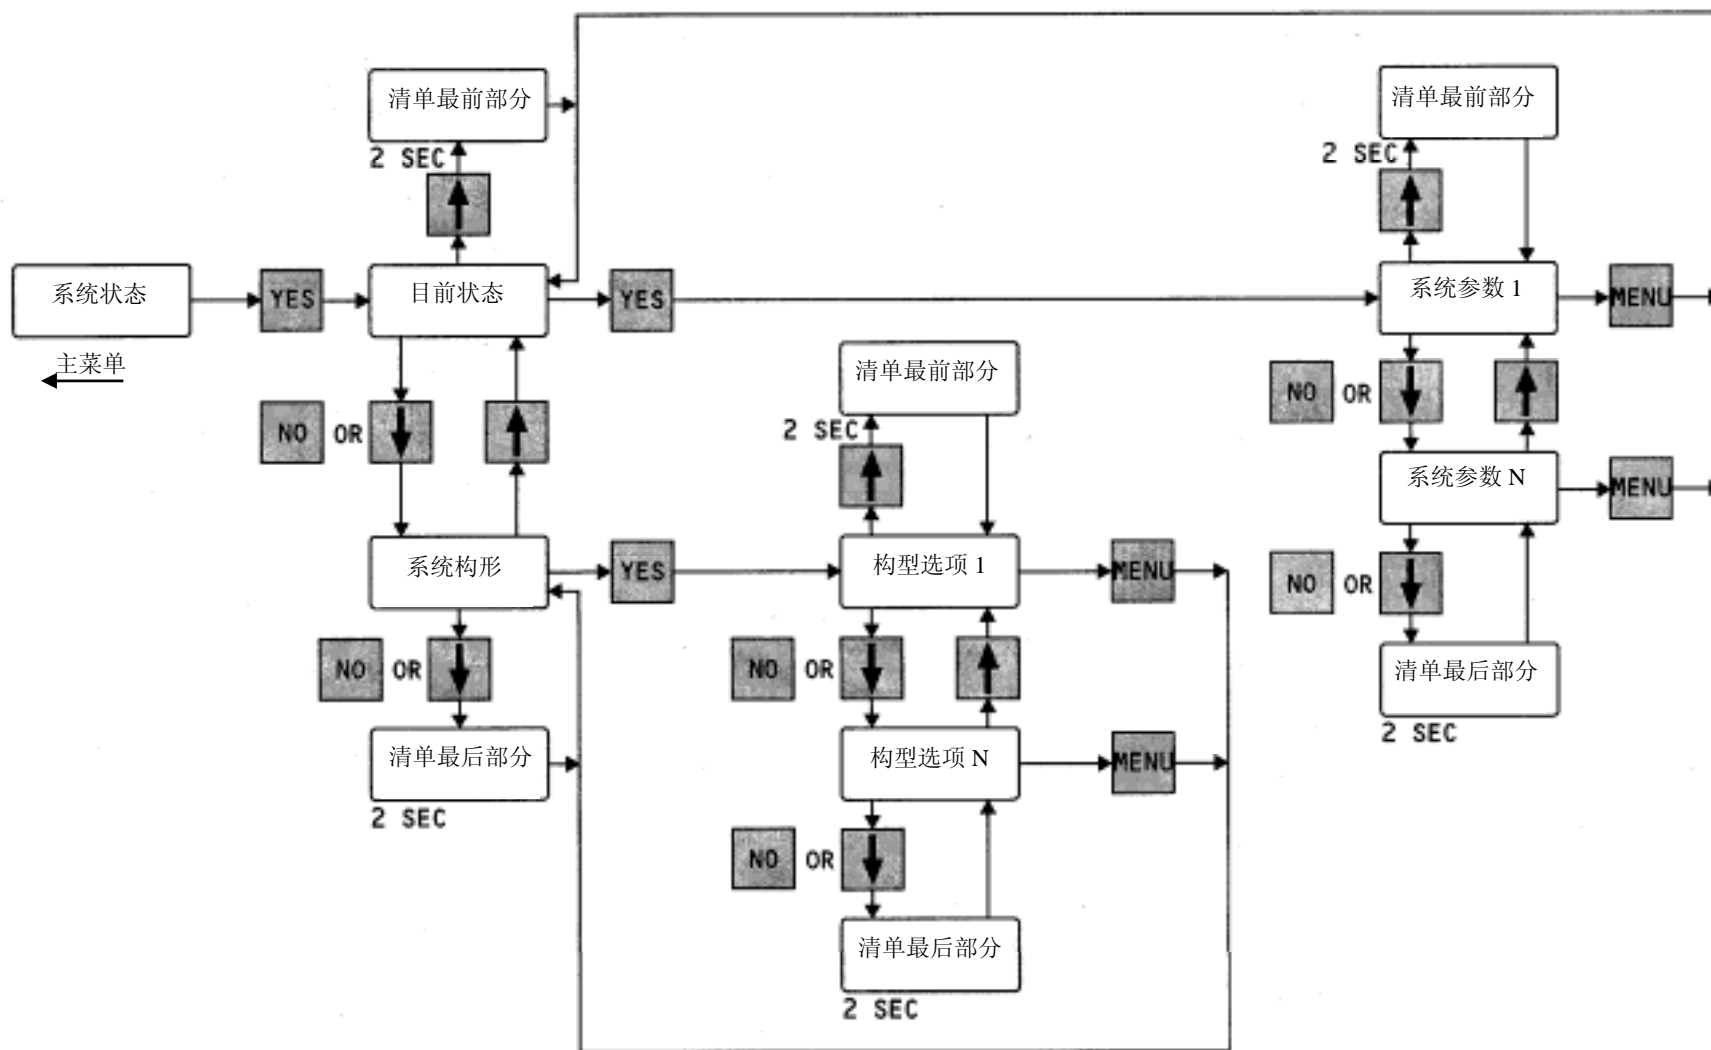 清单最前部分
2 SEC
清单最前部分
2 SEC
系统状态
YES
目前状态
YES
系统参数 1
MENU
主菜单
清单最前部分
2 SEC
NO OR
NO OR
系统参数 N
MENU
系统构形
YES
构型选项 1
MENU
NO OR
NO OR
NO OR
清单最后部分
2 SEC
清单最后部分
2 SEC
构型选项 N
MENU
NO OR
清单最后部分
2 SEC